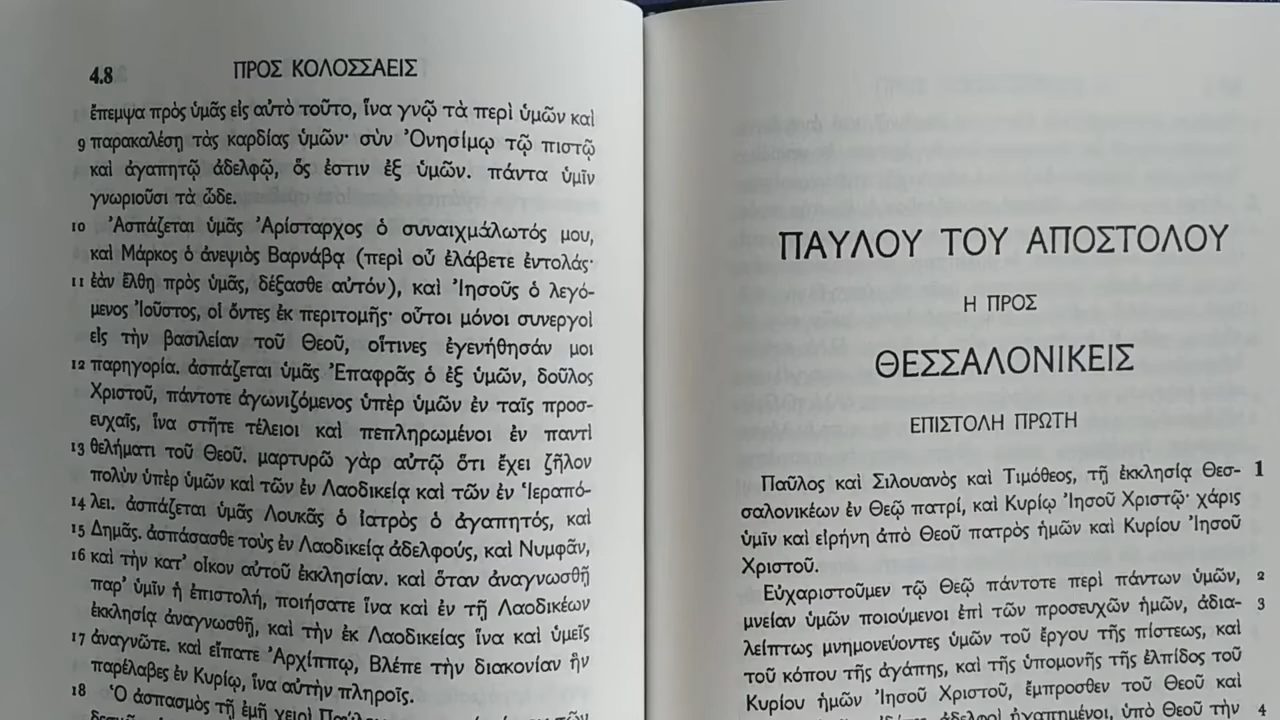 4.8 ΠΡΟΣ ΚΟΛΟΣΣΑΕΙΣ
ἔπεμψα πρὸς ὑμᾶς εἰς αὐτὸ τοῦτο, ἵνα γνῷ τὰ περὶ ὑμῶν καὶ
9 παρακαλέσῃ τὰς καρδίας ὑμῶν· σὺν Ὀνησίμῳ τῷ πιστῷ
καὶ ἀγαπητῷ ἀδελφῷ, ὅς ἐστιν ἐξ ὑμῶν. πάντα ὑμῖν
γνωριοῦσι τὰ ὧδε.
10 Ἀσπάζεται ὑμᾶς Ἀρίσταρχος ὁ συναιχμάλωτός μου,
καὶ Μάρκος ὁ ἀνεψιὸς Βαρνάβᾳ (περὶ οὗ ἐλάβετε ἐντολάς·
11 ἐὰν ἔλθῃ πρὸς ὑμᾶς, δέξασθε αὐτόν), καὶ Ἰησοῦς ὁ λεγό-
μενος Ἰοῦστος, οἱ ὄντες ἐκ περιτομῆς· οὗτοι μόνοι συνεργοὶ
εἰς τὴν βασιλείαν τοῦ Θεοῦ, οἵτινες ἐγενήθησάν μοι
12 παρηγορία. ἀσπάζεται ὑμᾶς Ἐπαφρᾶς ὁ ἐξ ὑμῶν, δοῦλος
Χριστοῦ, πάντοτε ἀγωνιζόμενος ὑπὲρ ὑμῶν ἐν ταῖς προσ-
ευχαῖς, ἵνα στῆτε τέλειοι καὶ πεπληρωμένοι ἐν παντὶ
13 θελήματι τοῦ Θεοῦ. μαρτυρῶ γὰρ αὐτῷ ὅτι ἔχει ζῆλον
πολὺν ὑπὲρ ὑμῶν καὶ τῶν ἐν Λαοδικείᾳ καὶ τῶν ἐν Ἱεραπό-
14 λει. ἀσπάζεται ὑμᾶς Λουκᾶς ὁ ἰατρὸς ὁ ἀγαπητός, καὶ
15 Δημᾶς. ἀσπάσασθε τοὺς ἐν Λαοδικείᾳ ἀδελφούς, καὶ Νυμφᾶν,
16 καὶ τὴν κατ’ οἶκον αὐτοῦ ἐκκλησίαν. καὶ ὅταν ἀναγνωσθῇ
παρ’ ὑμῖν ἡ ἐπιστολή, ποιήσατε ἵνα καὶ ἐν τῇ Λαοδικέων
ἐκκλησίᾳ ἀναγνωσθῇ, καὶ τὴν ἐκ Λαοδικείας ἵνα καὶ ὑμεῖς
17 ἀναγνῶτε. καὶ εἴπατε Ἀρχίππῳ, Βλέπε τὴν διακονίαν ἣν
παρέλαβες ἐν Κυρίῳ, ἵνα αὐτὴν πληροῖς.
18 Ὁ ἀσπασμὸς τῇ ἐμῇ χειρὶ
ΠΑΥΛΟΥ ΤΟΥ ΑΠΟΣΤΟΛΟΥ
Η ΠΡΟΣ
ΘΕΣΣΑΛΟΝΙΚΕΙΣ
ΕΠΙΣΤΟΛΗ ΠΡΩΤΗ
Παῦλος καὶ Σιλουανὸς καὶ Τιμόθεος, τῇ ἐκκλησίᾳ Θεσ- 1
σαλονικέων ἐν Θεῷ πατρί, καὶ Κυρίῳ Ἰησοῦ Χριστῷ· χάρις
ὑμῖν καὶ εἰρήνη ἀπὸ Θεοῦ πατρὸς ἡμῶν καὶ Κυρίου Ἰησοῦ
Χριστοῦ.
Εὐχαριστοῦμεν τῷ Θεῷ πάντοτε περὶ πάντων ὑμῶν, 2
μνείαν ὑμῶν ποιούμενοι ἐπὶ τῶν προσευχῶν ἡμῶν, ἀδια- 3
λείπτως μνημονεύοντες ὑμῶν τοῦ ἔργου τῆς πίστεως, καὶ
τοῦ κόπου τῆς ἀγάπης, καὶ τῆς ὑπομονῆς τῆς ἐλπίδος τοῦ
Κυρίου ἡμῶν Ἰησοῦ Χριστοῦ, ἔμπροσθεν τοῦ Θεοῦ καὶ
ἀδελφοὶ ἠγαπημένοι, ὑπὸ Θεοῦ τὴν 4